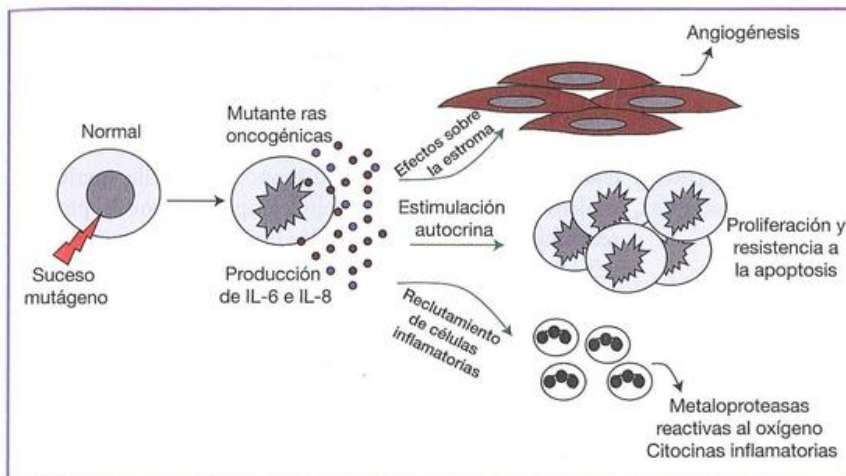 Normal
Suceso
mutágeno
Mutante ras
oncogénicas
Producción
de IL-6 e IL-8
Efectos sobre
la estroma
Angiogénesis
Estimulación
autocrina
Proliferación y
resistencia a
la apoptosis
Reclutamiento
de células
inflamatorias
Metaloproteasas
reactivas al oxígeno
Citocinas inflamatorias